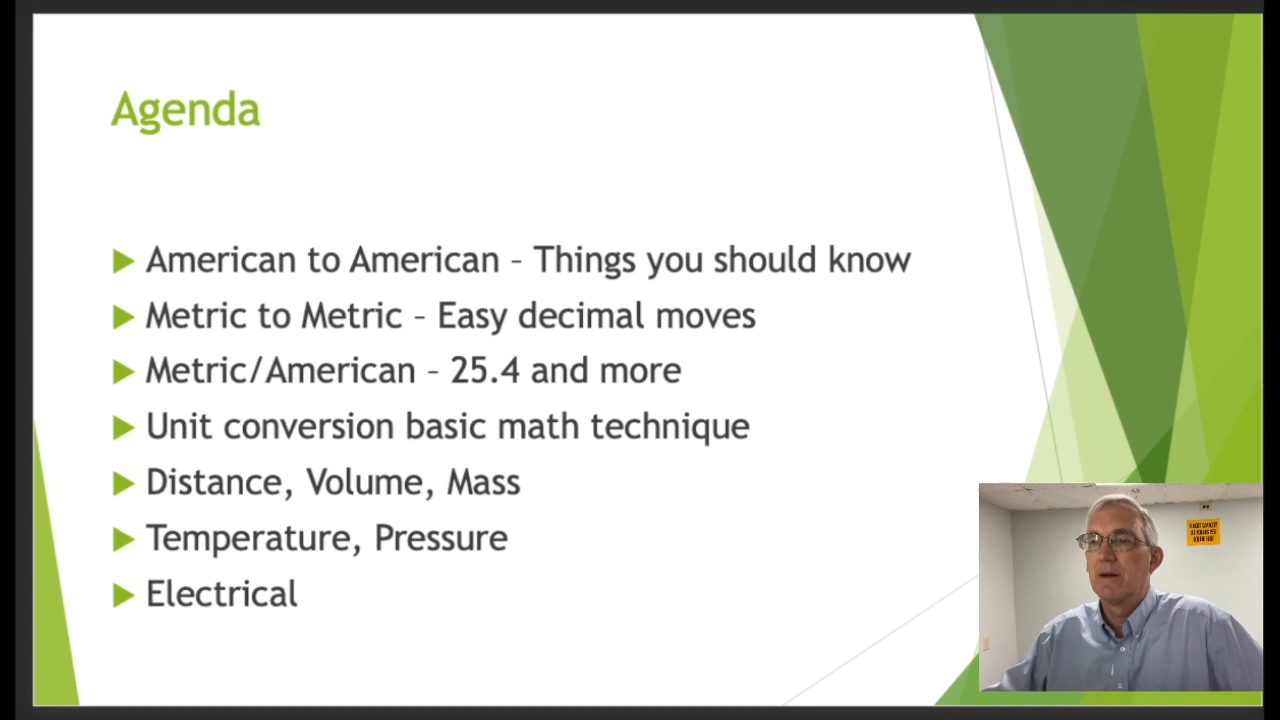 Agenda
American to American – Things you should know
Metric to Metric – Easy decimal moves
Metric/American – 25.4 and more
Unit conversion basic math technique
Distance, Volume, Mass
Temperature, Pressure
Electrical